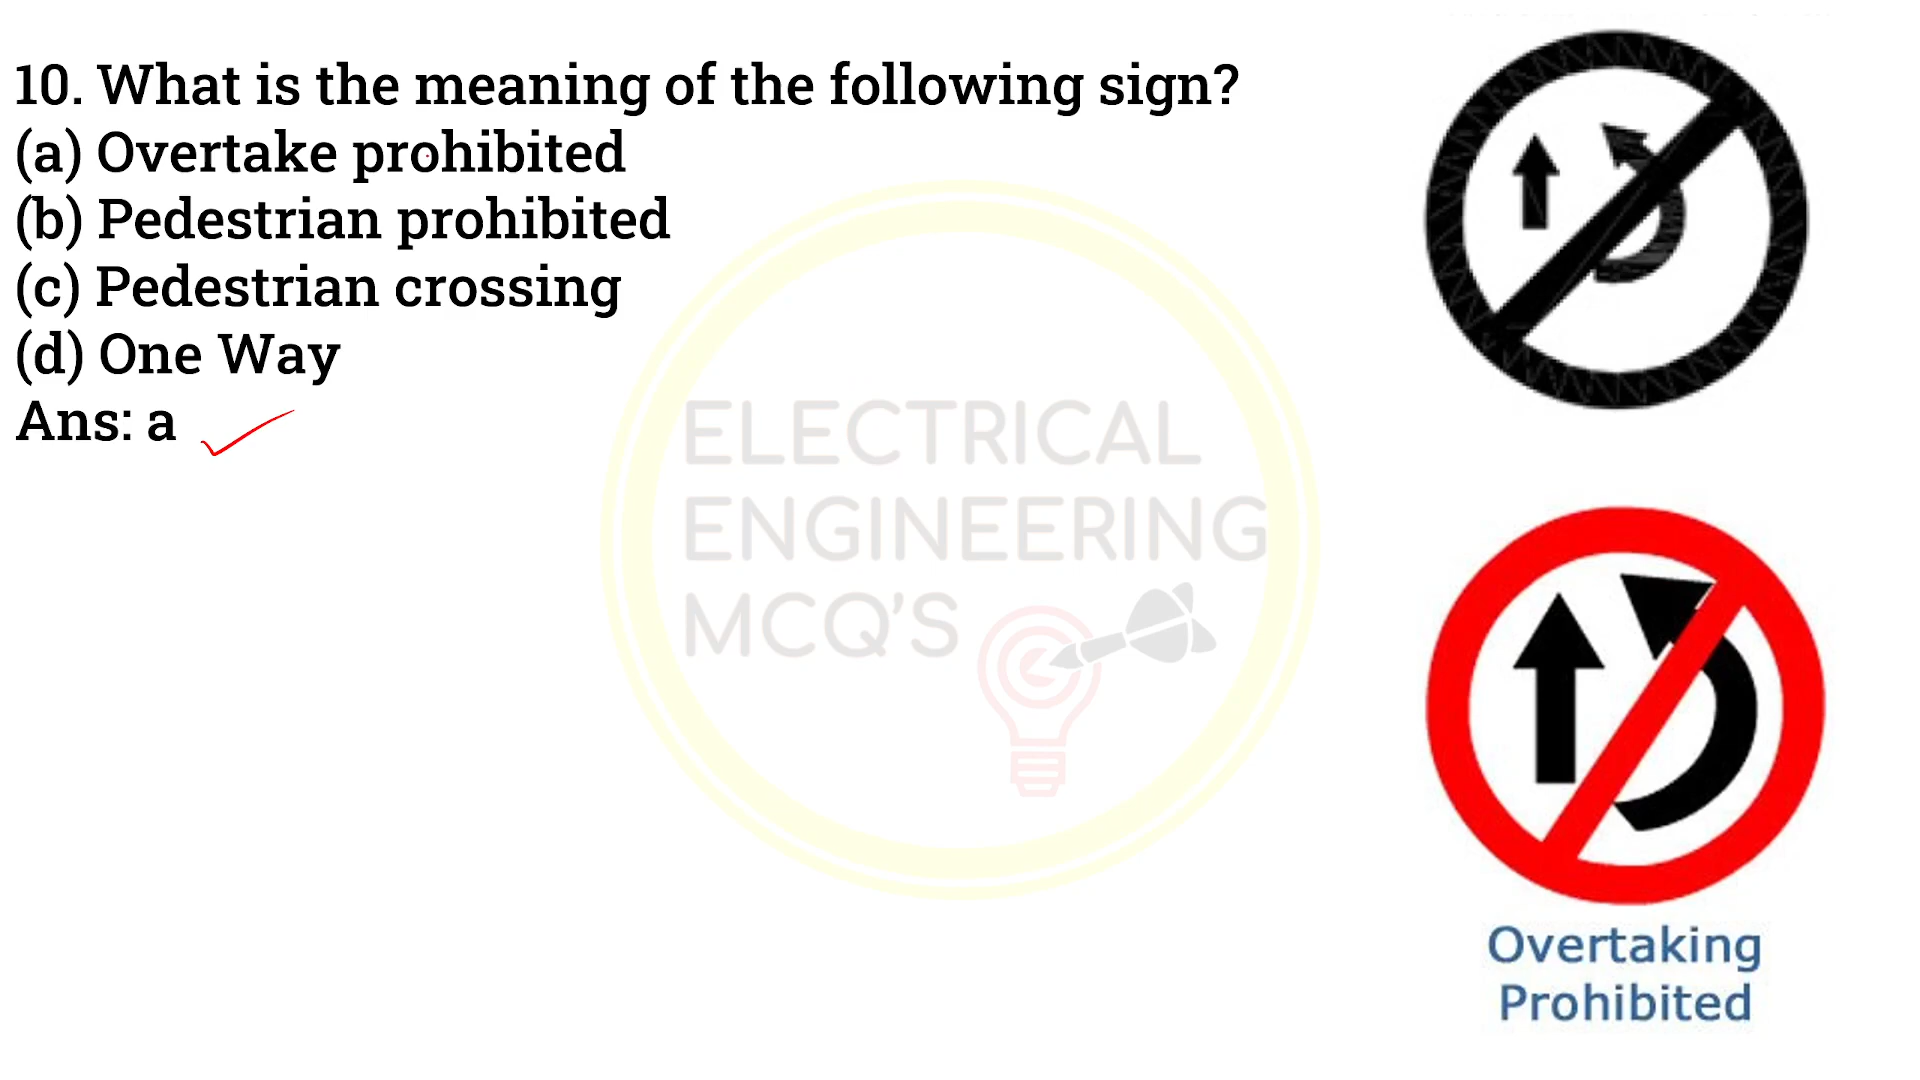 10. What is the meaning of the following sign?
(a) Overtake prohibited
(b) Pedestrian prohibited
(c) Pedestrian crossing
(d) One Way
Ans: a
ELECTRICAL
ENGINEERING
MCQ'S
Overtaking
Prohibited